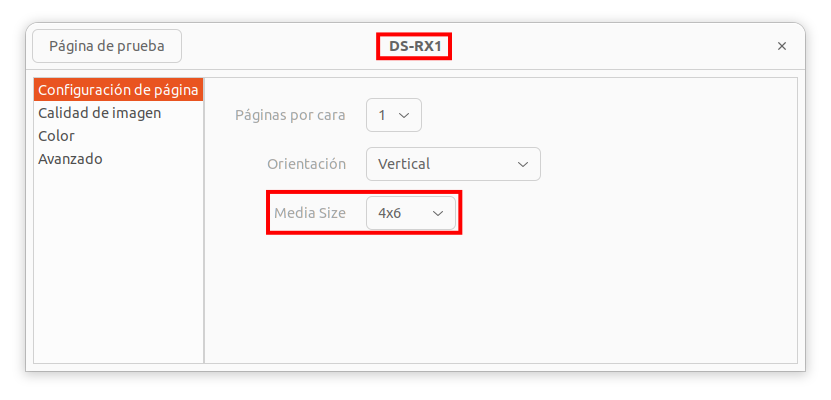 Página de prueba
DS-RX1
×
Configuración de página
Calidad de imagen
Color
Avanzado
Páginas por cara
1
Orientación
Vertical
Media Size
4x6